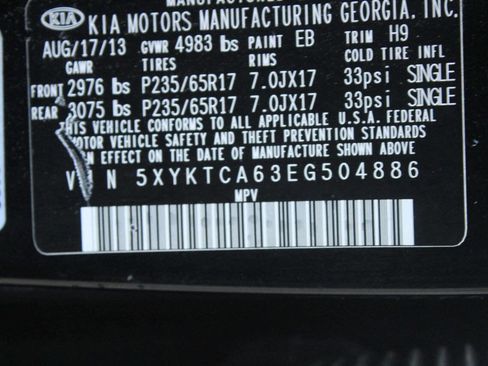 MANUFACTURED
KIA KIA MOTORS MANUFACTURING GEORGIA, INC.
AUG/17/13 GVWR 4983 lbs PAINT EB TRIM H9
GAWR TIRES RIMS COLD TIRE INFL
FRONT 2976 lbs P235/65R17 7.0JX17 33psi SINGLE
REAR 3075 lbs P235/65R17 7.0JX17 33psi SINGLE
THIS VEHICLE CONFORMS TO ALL APPLICABLE U.S.A. FEDERAL
MOTOR VEHICLE SAFETY AND THEFT PREVENTION STANDARDS
IN EFFECT ON THE DATE OF MANUFACTURE SHOWN ABOVE
V I N 5XYKTCA63EG504886
MPV